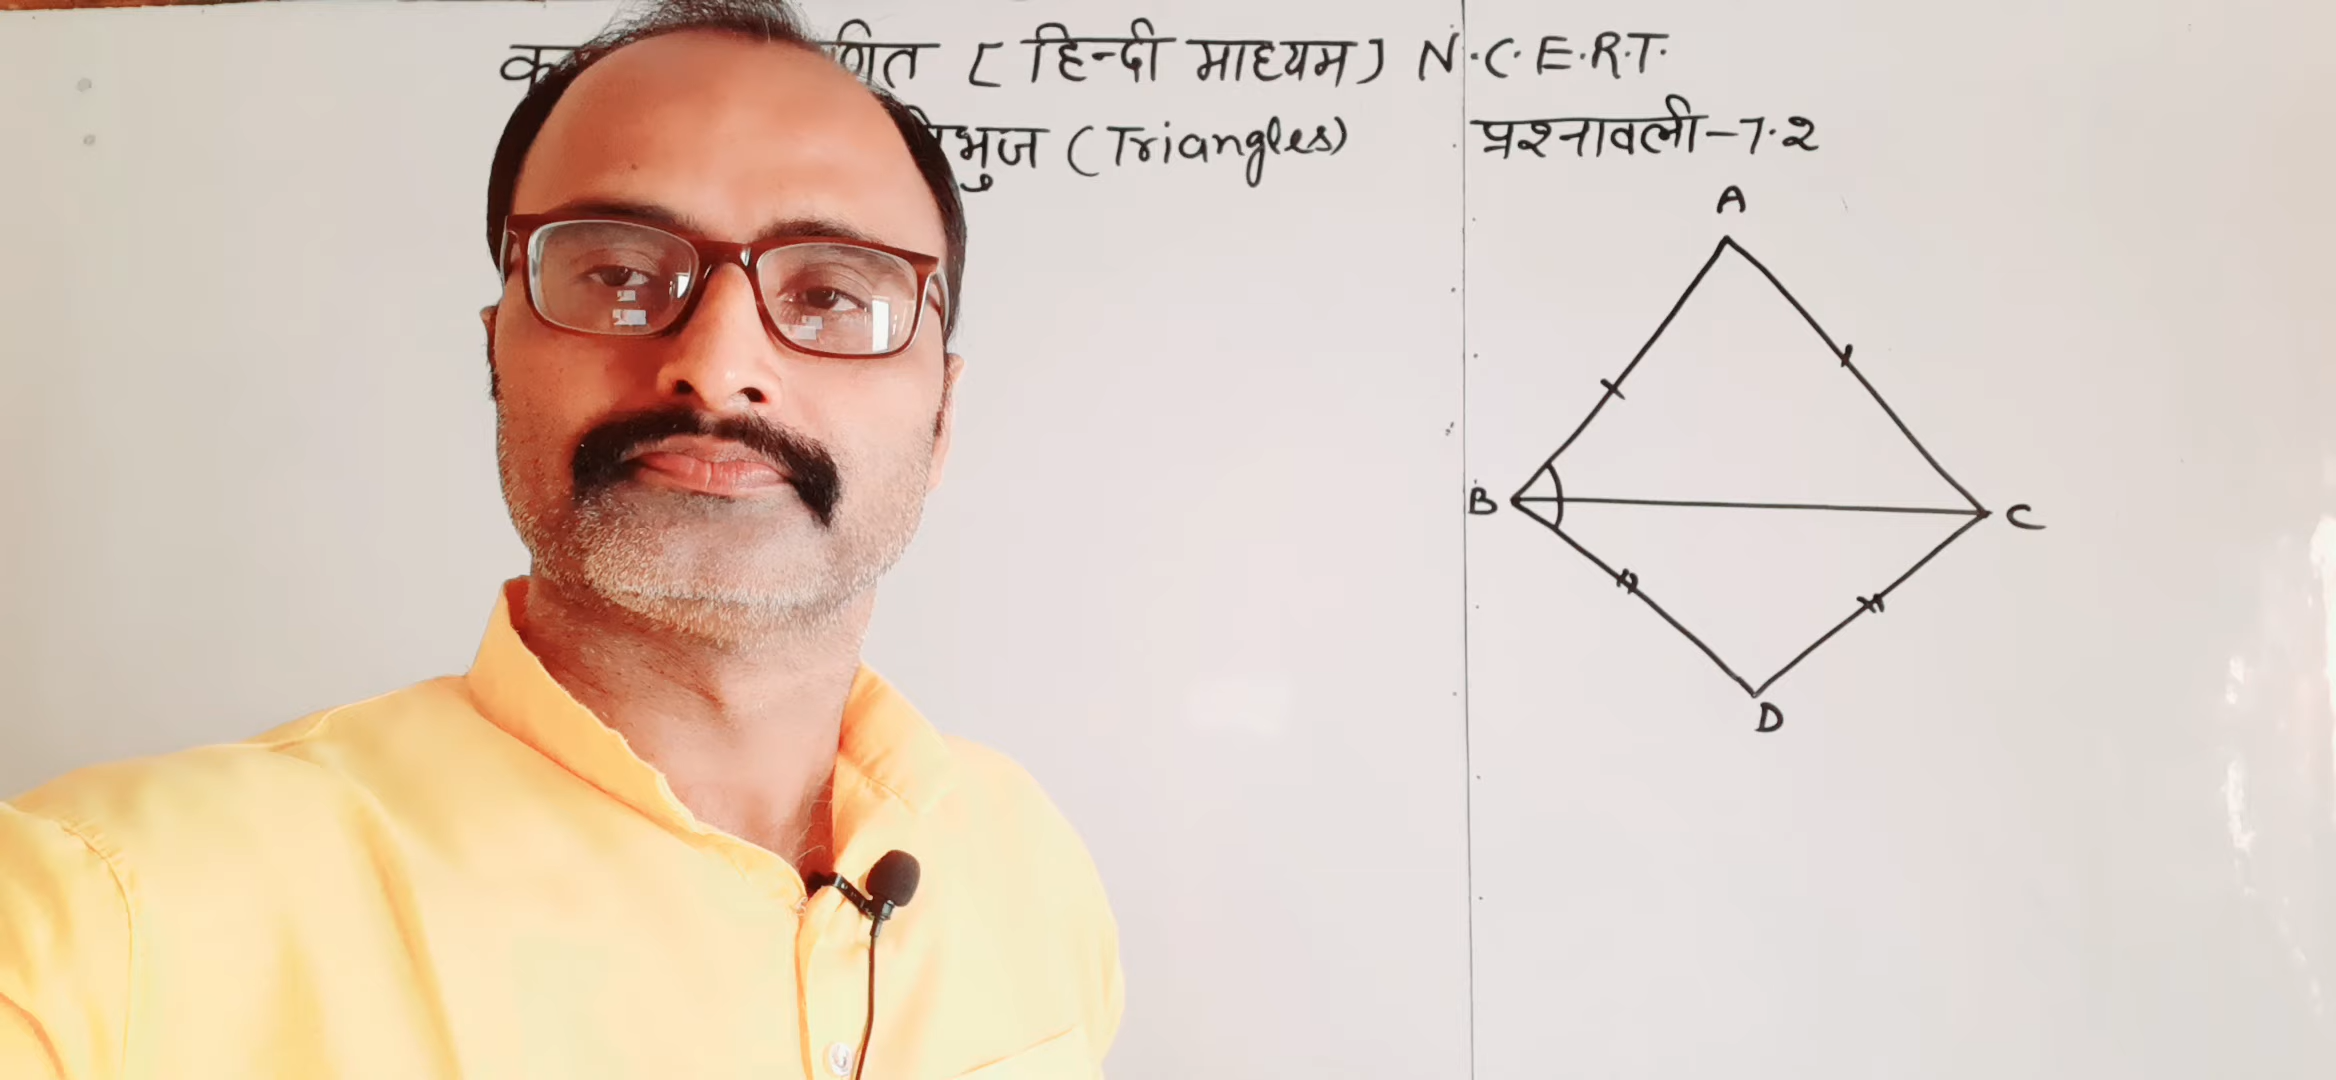 [हिन्दी माध्यम] N.C.E.R.T.
(Triangles) प्रश्नावली-7.2
A
B
C
D